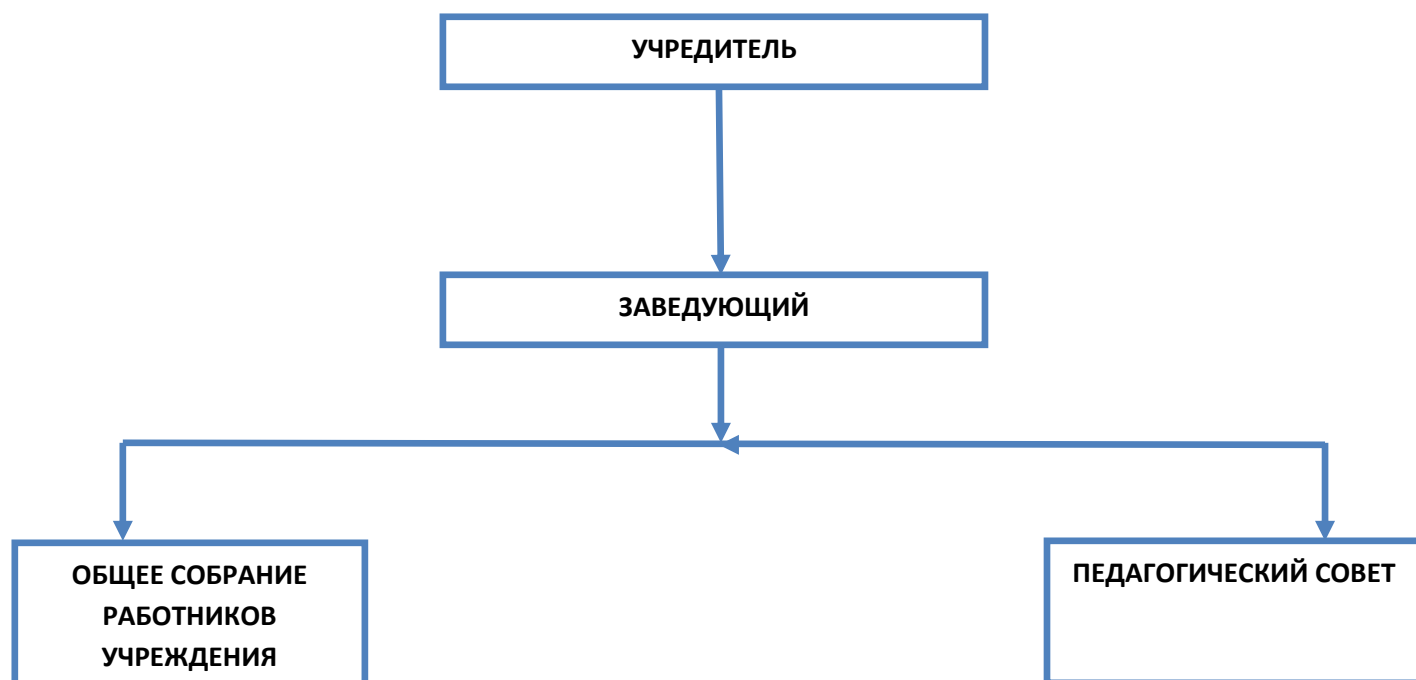 УЧРЕДИТЕЛЬ
ЗАВЕДУЮЩИЙ
ОБЩЕЕ СОБРАНИЕ
РАБОТНИКОВ
УЧРЕЖДЕНИЯ
ПЕДАГОГИЧЕСКИЙ СОВЕТ